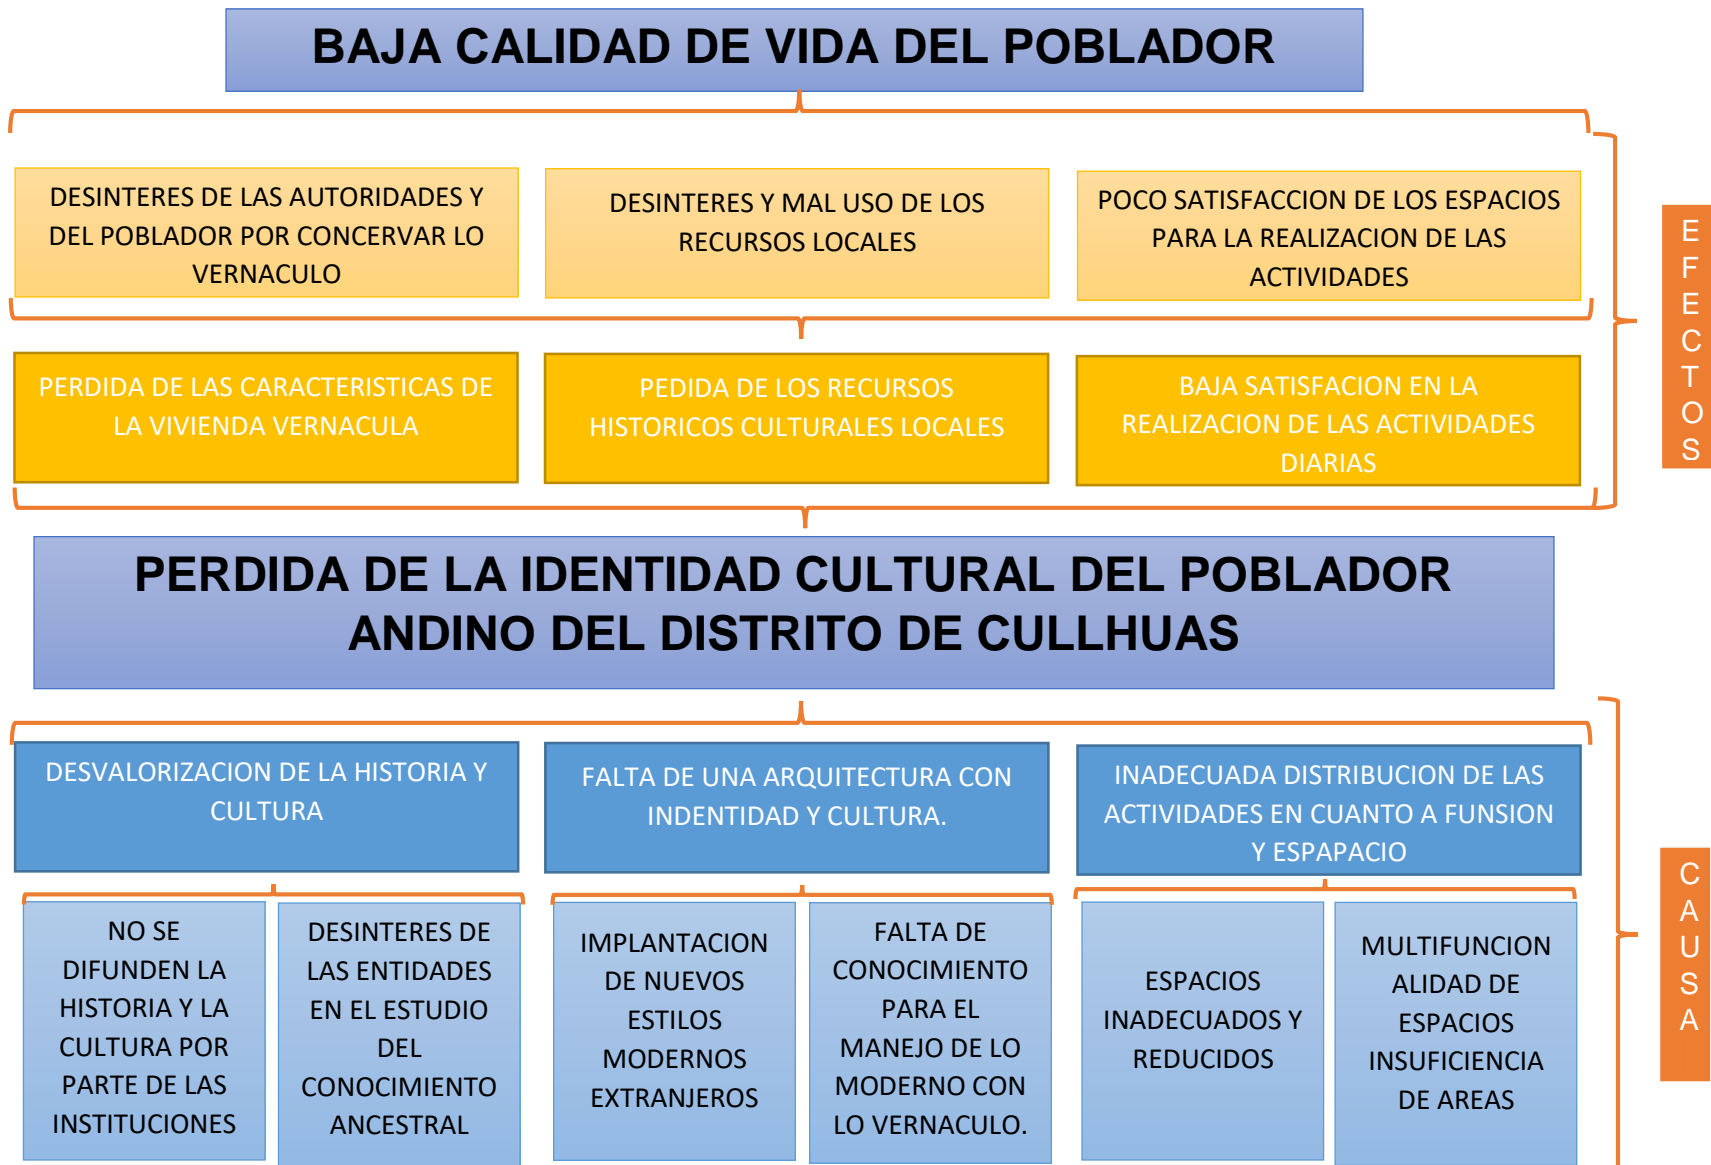 BAJA CALIDAD DE VIDA DEL POBLADOR
DESINTERES DE LAS AUTORIDADES Y
DEL POBLADOR POR CONCERVAR LO
VERNACULO
DESINTERES Y MAL USO DE LOS
RECURSOS LOCALES
POCO SATISFACCION DE LOS ESPACIOS
PARA LA REALIZACION DE LAS
ACTIVIDADES
PERDIDA DE LAS CARACTERISTICAS DE
LA VIVIENDA VERNACULA
PEDIDA DE LOS RECURSOS
HISTORICOS CULTURALES LOCALES
BAJA SATISFACION EN LA
REALIZACION DE LAS ACTIVIDADES
DIARIAS
EFECTOS
PERDIDA DE LA IDENTIDAD CULTURAL DEL POBLADOR
ANDINO DEL DISTRITO DE CULLHUAS
DESVALORIZACION DE LA HISTORIA Y
CULTURA
FALTA DE UNA ARQUITECTURA CON
INDENTIDAD Y CULTURA.
INADECUADA DISTRIBUCION DE LAS
ACTIVIDADES EN CUANTO A FUNSION
Y ESPAPACIO
NO SE
DIFUNDEN LA
HISTORIA Y LA
CULTURA POR
PARTE DE LAS
INSTITUCIONES
DESINTERES DE
LAS ENTIDADES
EN EL ESTUDIO
DEL
CONOCIMIENTO
ANCESTRAL
IMPLANTACION
DE NUEVOS
ESTILOS
MODERNOS
EXTRANJEROS
FALTA DE
CONOCIMIENTO
PARA EL
MANEJO DE LO
MODERNO CON
LO VERNACULO.
ESPACIOS
INADECUADOS Y
REDUCIDOS
MULTIFUNCION
ALIDAD DE
ESPACIOS
INSUFICIENCIA
DE AREAS
CAUSA